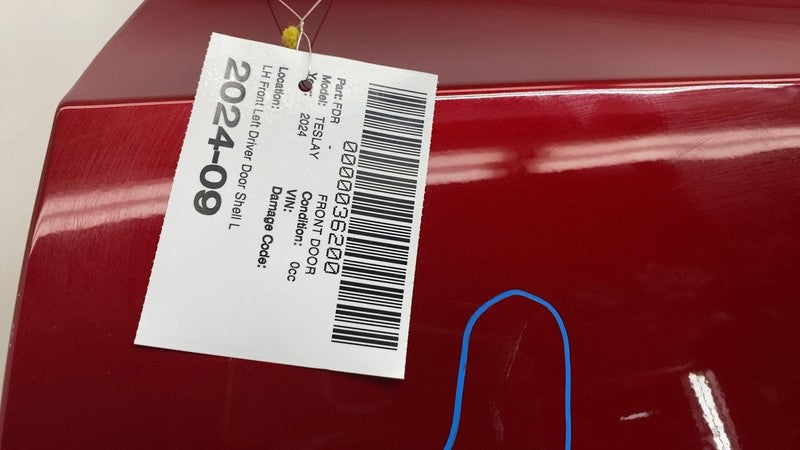 0000036200
Part: FDR - FRONT DOOR
Model: TESLAY Condition: 0cc
Year: 2024 VIN:
Damage Code:
Location:
LH Front Left Driver Door Shell L
2024-09